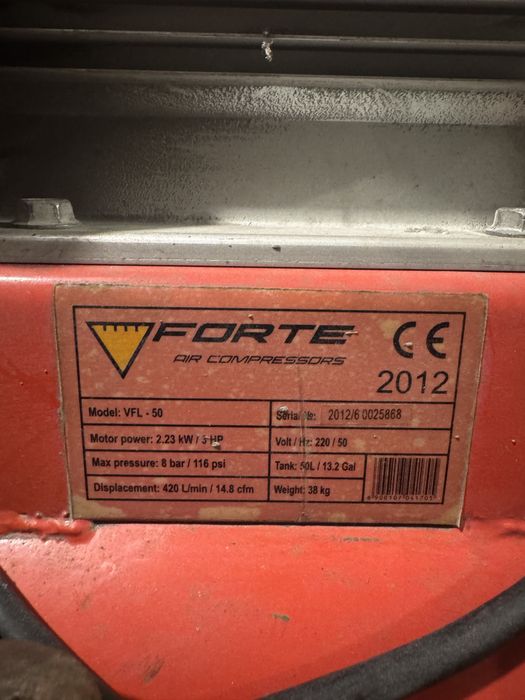 FORTE
AIR COMPRESSORS
CE
2012
Model: VFL - 50
Serial №: 2012/6 0025868
Motor power: 2.23 kW / 3 HP
Volt / Hz: 220 / 50
Max pressure: 8 bar / 116 psi
Tank: 50L / 13.2 Gal
Displacement: 420 L/min / 14.8 cfm
Weight: 38 kg